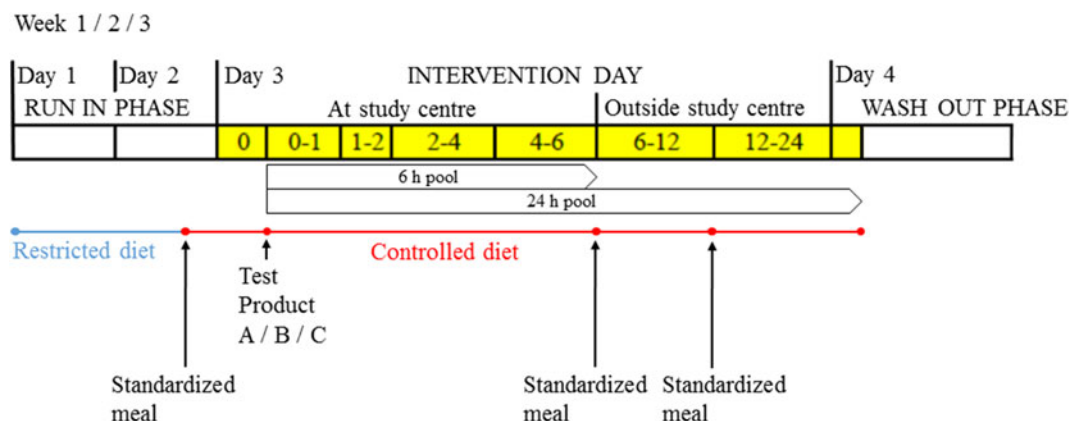 Week 1 / 2 / 3
Day 1 Day 2 Day 3 INTERVENTION DAY Day 4
RUN IN PHASE At study centre Outside study centre WASH OUT PHASE
0 0-1 1-2 2-4 4-6 6-12 12-24
6 h pool
24 h pool
Restricted diet Controlled diet
Test
Product
A / B / C
Standardized
meal
Standardized
meal
Standardized
meal